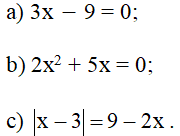 a) 3x − 9 = 0;
b) 2x² + 5x = 0;
c) |x − 3| = 9 − 2x .